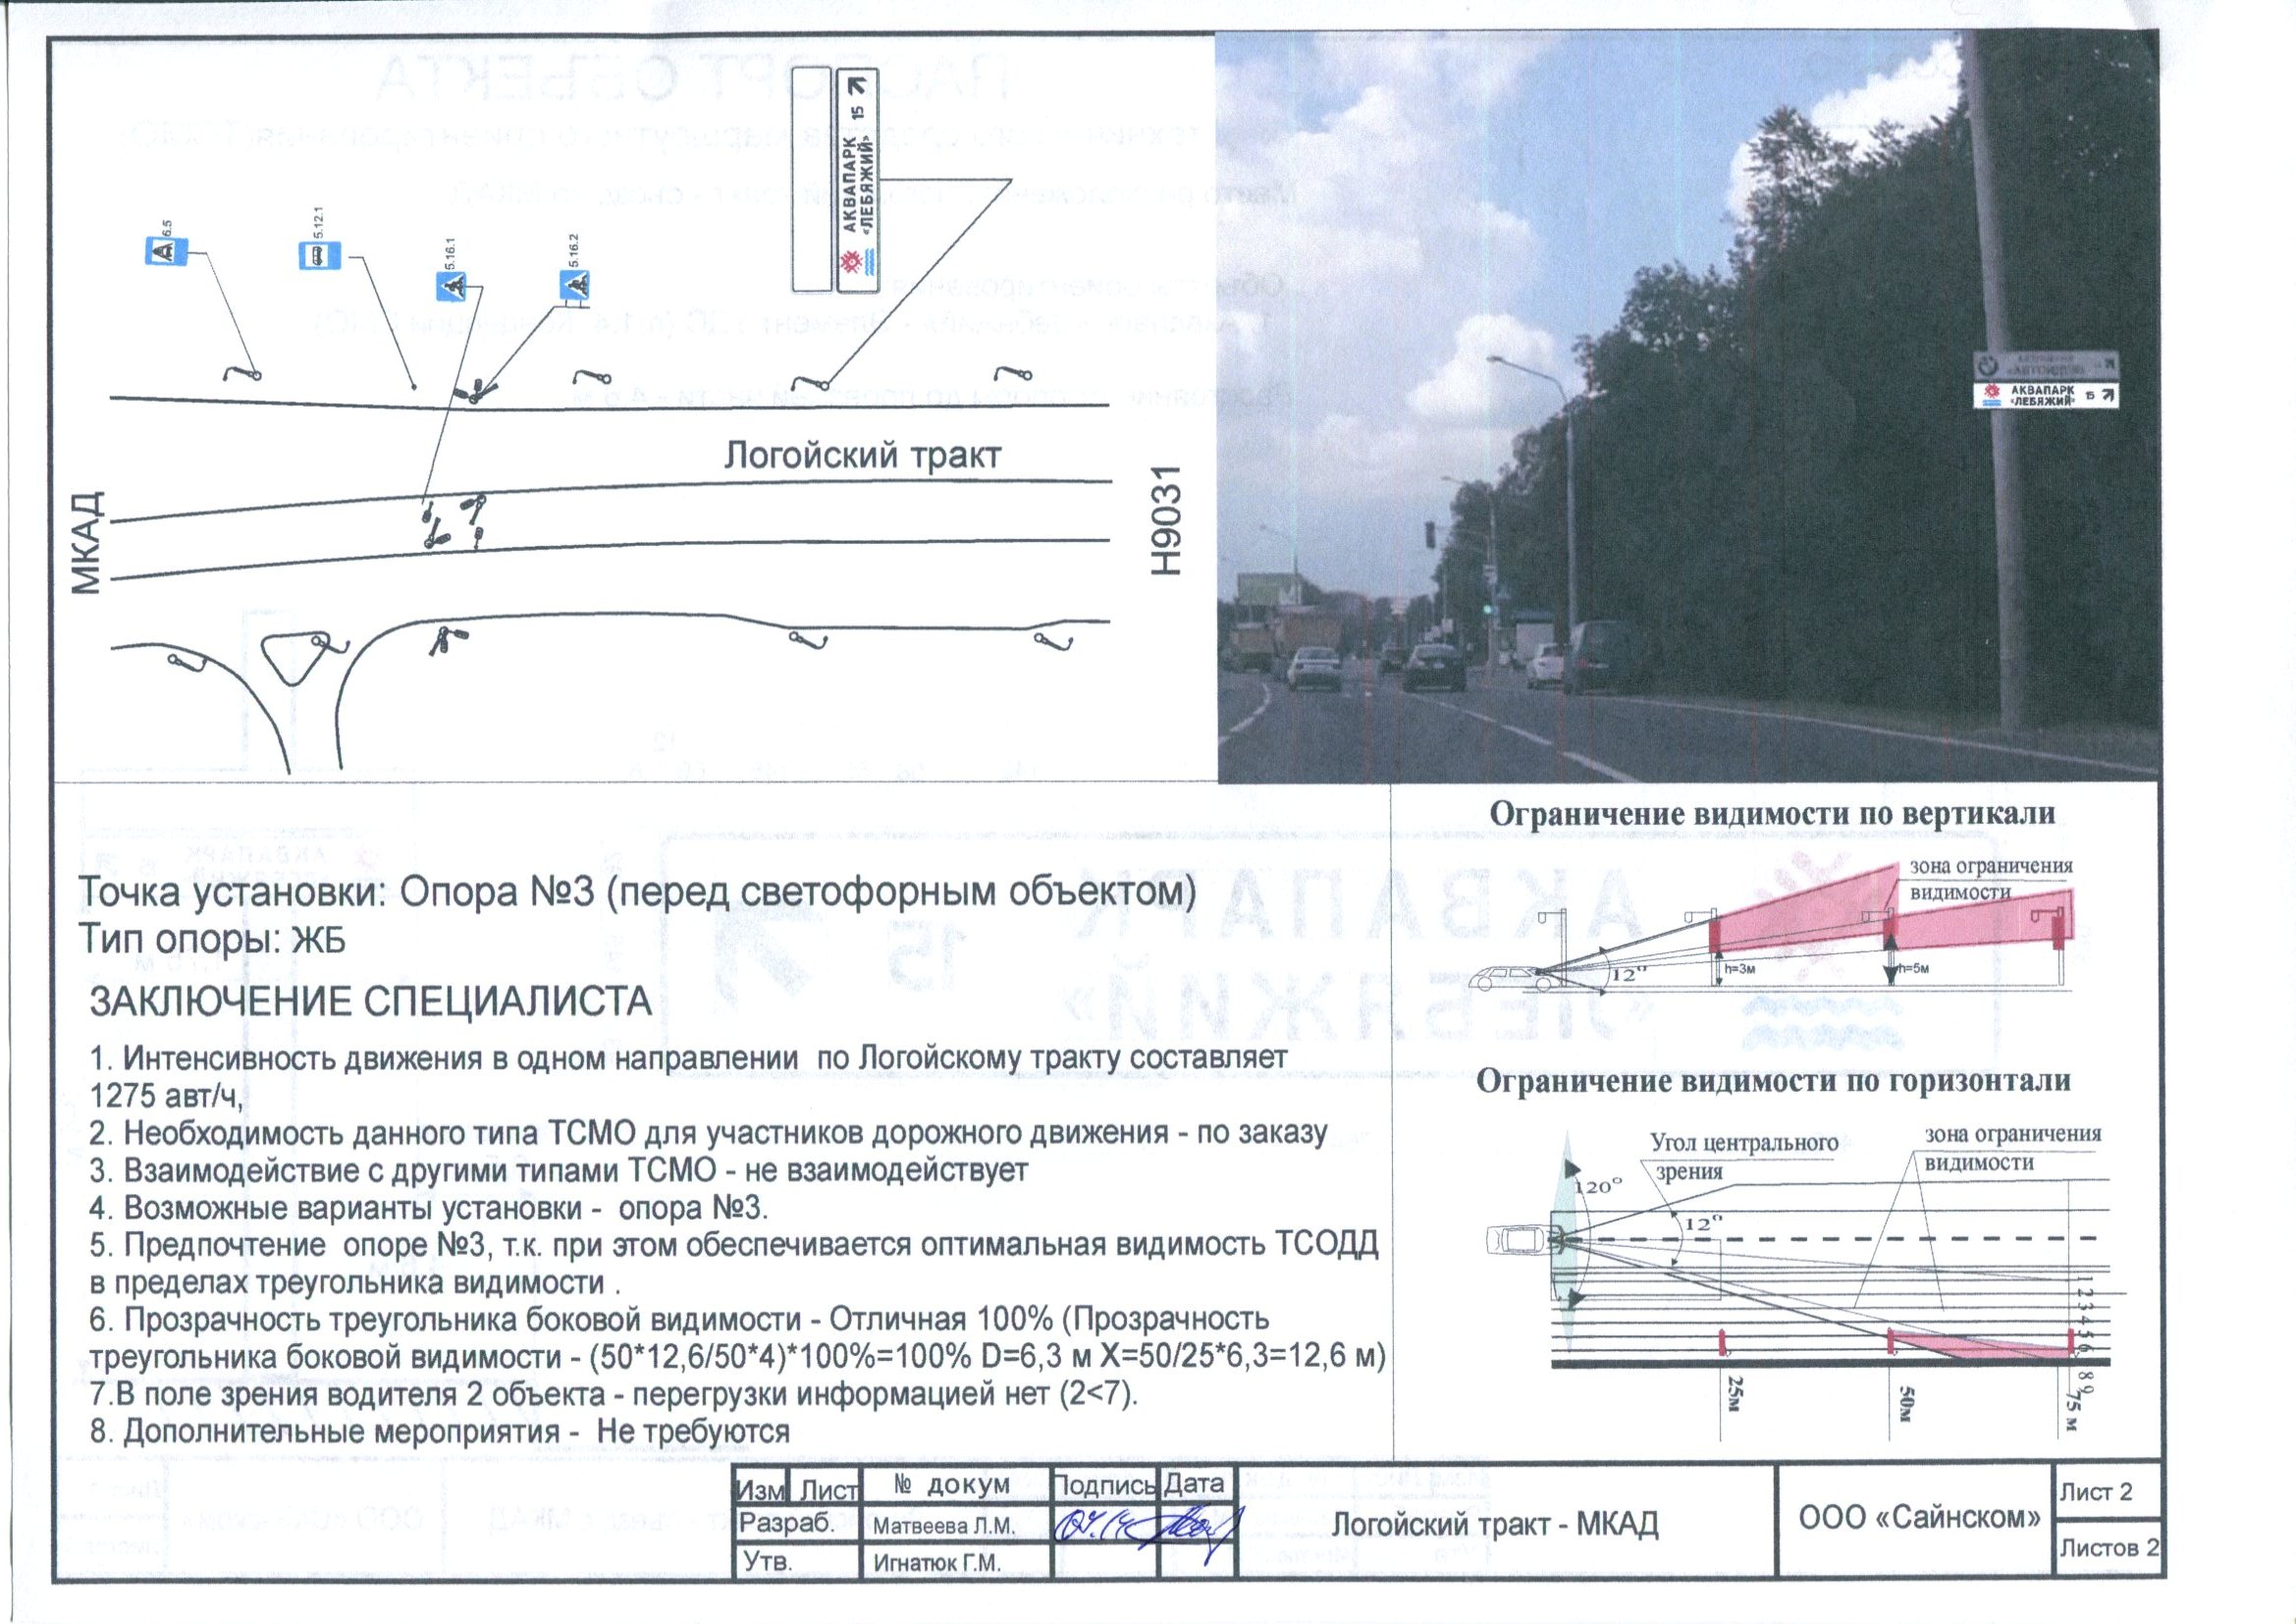 6.5
5.12.1
5.16.1
5.16.2
АКВАПАРК
«ЛЕБЯЖИЙ»
15
Логойский тракт
МКАД
Н9031
«АВТОИДЕЯ»
АКВАПАРК
«ЛЕБЯЖИЙ»
15
Точка установки: Опора №3 (перед светофорным объектом)
Тип опоры: ЖБ
ЗАКЛЮЧЕНИЕ СПЕЦИАЛИСТА
1. Интенсивность движения в одном направлении по Логойскому тракту составляет
1275 авт/ч,
2. Необходимость данного типа ТСМО для участников дорожного движения - по заказу
3. Взаимодействие с другими типами ТСМО - не взаимодействует
4. Возможные варианты установки - опора №3.
5. Предпочтение опоре №3, т.к. при этом обеспечивается оптимальная видимость ТСОДД
в пределах треугольника видимости .
6. Прозрачность треугольника боковой видимости - Отличная 100% (Прозрачность
треугольника боковой видимости - (50*12,6/50*4)*100%=100% D=6,3 м X=50/25*6,3=12,6 м)
7.В поле зрения водителя 2 объекта - перегрузки информацией нет (2<7).
8. Дополнительные мероприятия - Не требуются
Ограничение видимости по вертикали
зона ограничения
видимости
12°
h=3м
h=5м
Ограничение видимости по горизонтали
Угол центрального
зрения
зона ограничения
видимости
120°
12°
1 2 3 4 5 6 8 9
25м
50м
75 м
Изм Лист № докум Подпись Дата
Разраб. Матвеева Л.М.
Утв. Игнатюк Г.М.
Логойский тракт - МКАД
ООО «Сайнском»
Лист 2
Листов 2